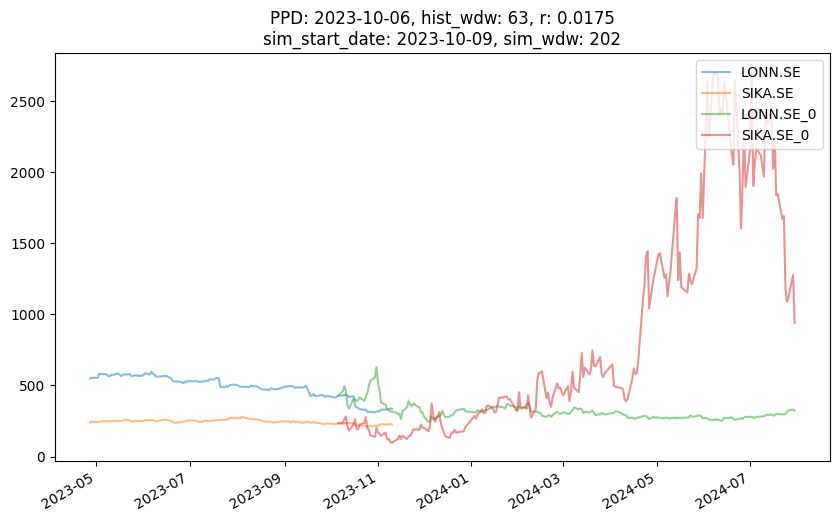 PPD: 2023-10-06, hist_wdw: 63, r: 0.0175
sim_start_date: 2023-10-09, sim_wdw: 202
LONN.SE
SIKA.SE
LONN.SE_0
SIKA.SE_0
2500
2000
1500
1000
500
0
2023-05
2023-07
2023-09
2023-11
2024-01
2024-03
2024-05
2024-07